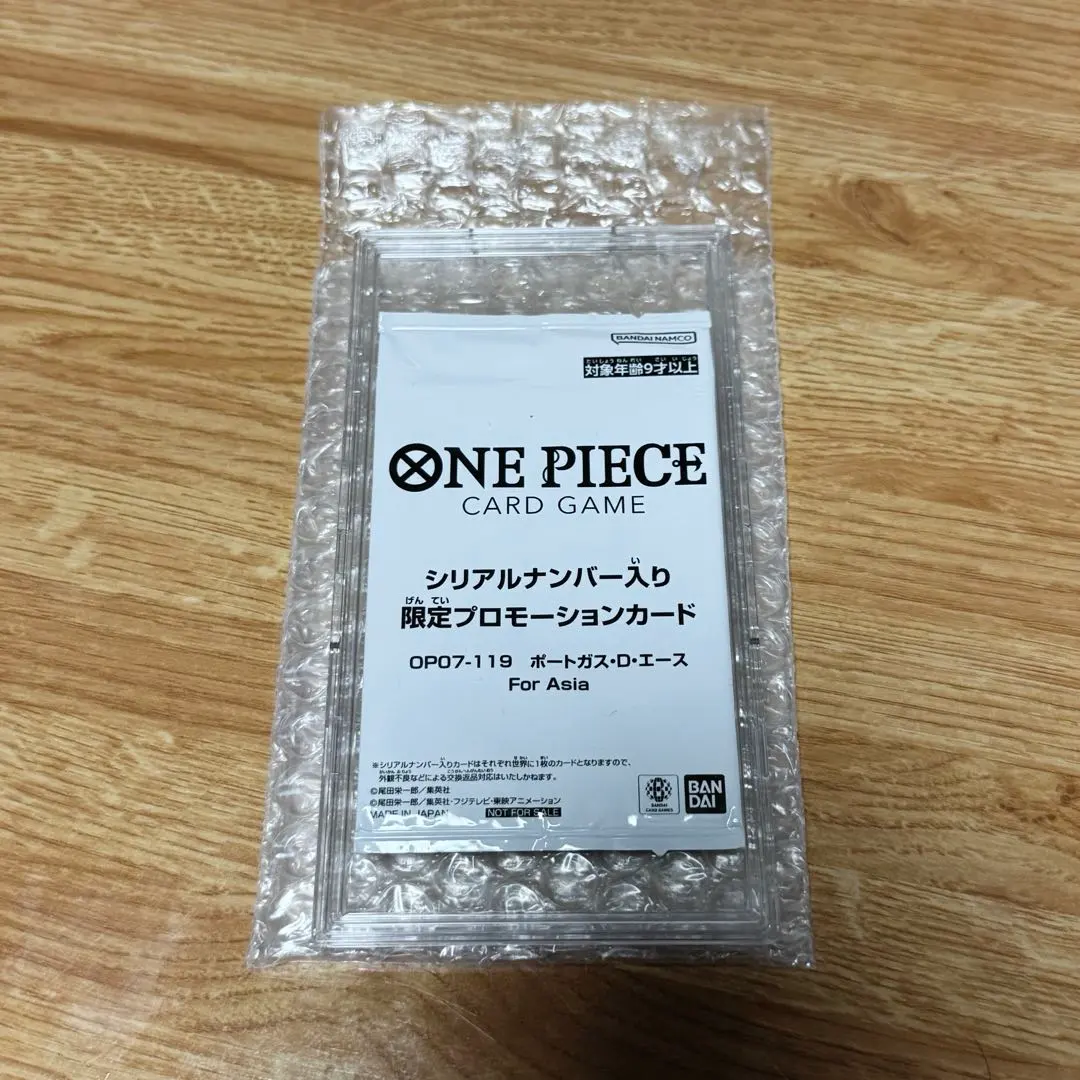 BANDAI NAMCO
たいしょうねんれい さいいじょう
対象年齢9才以上
ONE PIECE
CARD GAME
い
シリアルナンバー入り
げんてい
限定プロモーションカード
OP07-119 ポートガス・D・エース
For Asia
※シリアルナンバー入りカードはそれぞれ世界に1枚のカードとなりますので、
外観不良などによる交換返品対応はいたしかねます。
©尾田栄一郎/集英社
©尾田栄一郎/集英社・フジテレビ・東映アニメーション
MADE IN JAPAN NOT FOR SALE
BANDAI
CARD GAMES
BAN
DAI